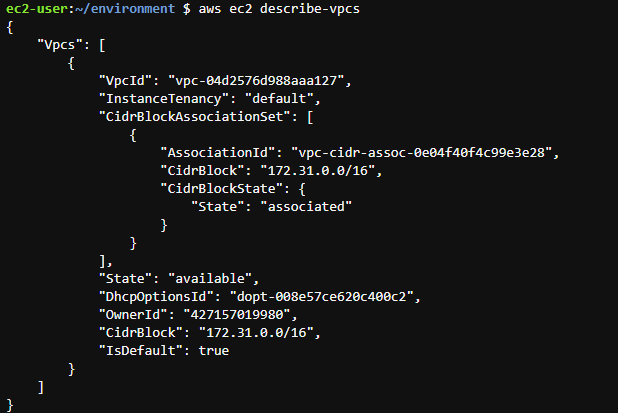 ec2-user:~/environment $ aws ec2 describe-vpcs
{
    "Vpcs": [
        {
            "VpcId": "vpc-04d2576d988aaa127",
            "InstanceTenancy": "default",
            "CidrBlockAssociationSet": [
                {
                    "AssociationId": "vpc-cidr-assoc-0e04f40f4c99e3e28",
                    "CidrBlock": "172.31.0.0/16",
                    "CidrBlockState": {
                        "State": "associated"
                    }
                }
            ],
            "State": "available",
            "DhcpOptionsId": "dopt-008e57ce620c400c2",
            "OwnerId": "427157019980",
            "CidrBlock": "172.31.0.0/16",
            "IsDefault": true
        }
    ]
}